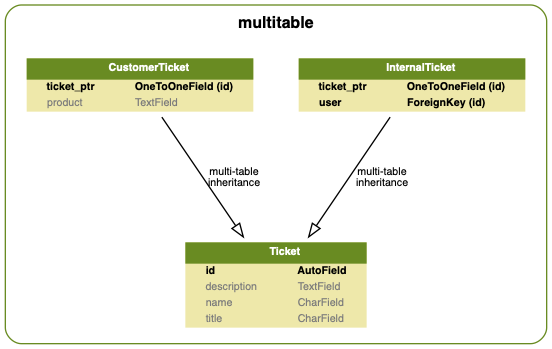 multitable
CustomerTicket
ticket_ptr OneToOneField (id)
product TextField
InternalTicket
ticket_ptr OneToOneField (id)
user ForeignKey (id)
multi-table
inheritance
multi-table
inheritance
Ticket
id AutoField
description TextField
name CharField
title CharField